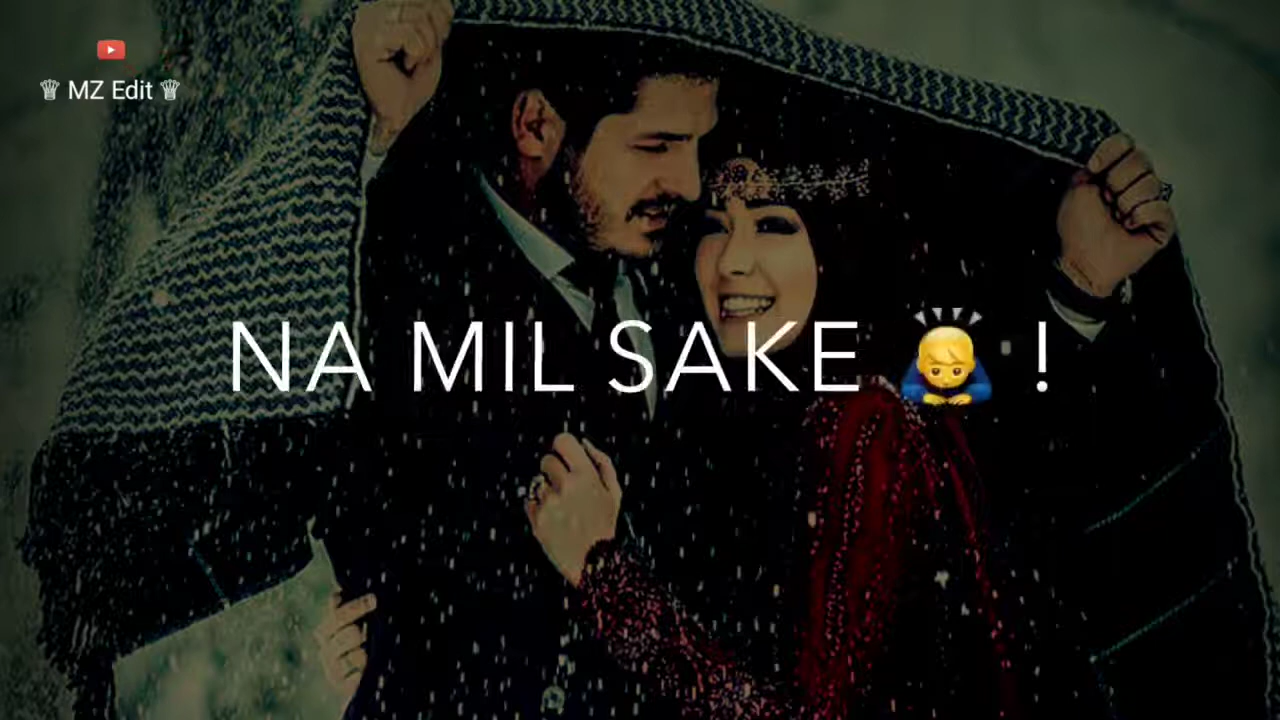 ♕ MZ Edit ♕
NA MIL SAKE 🙇 !